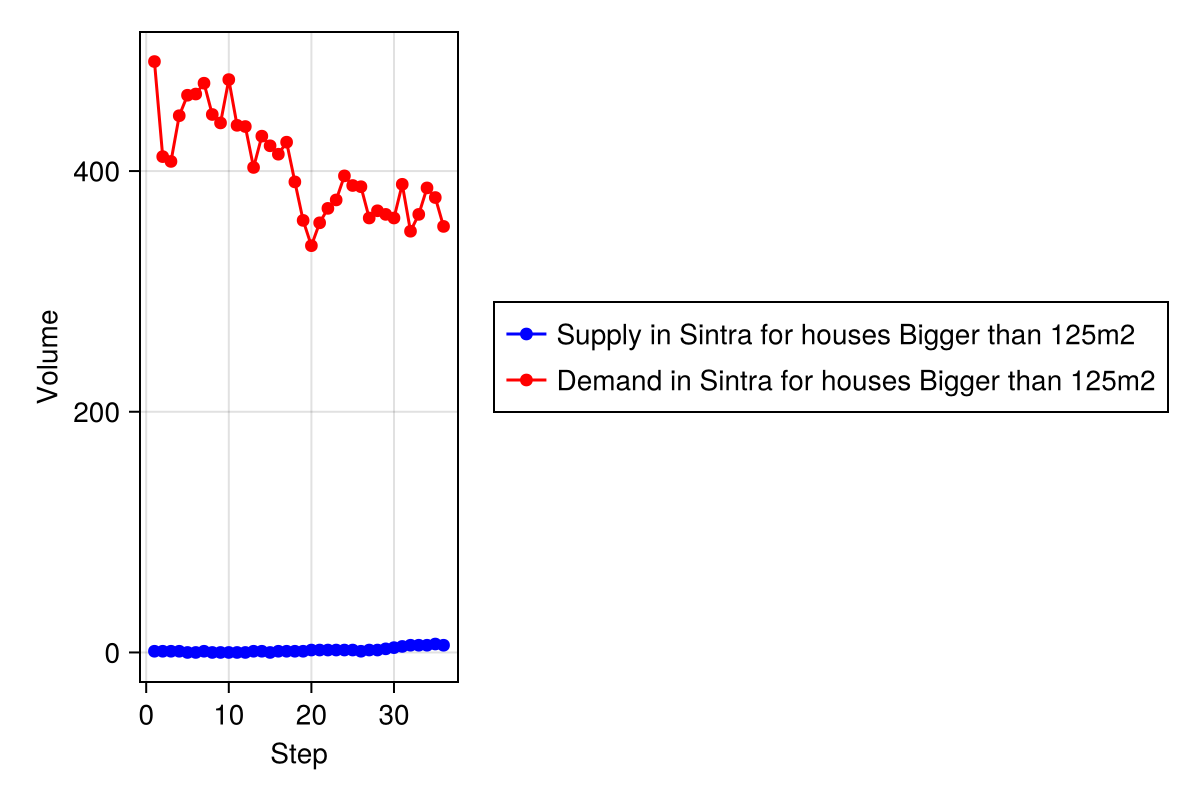 400
200
0
Volume
0 10 20 30
Step
Supply in Sintra for houses Bigger than 125m2
Demand in Sintra for houses Bigger than 125m2